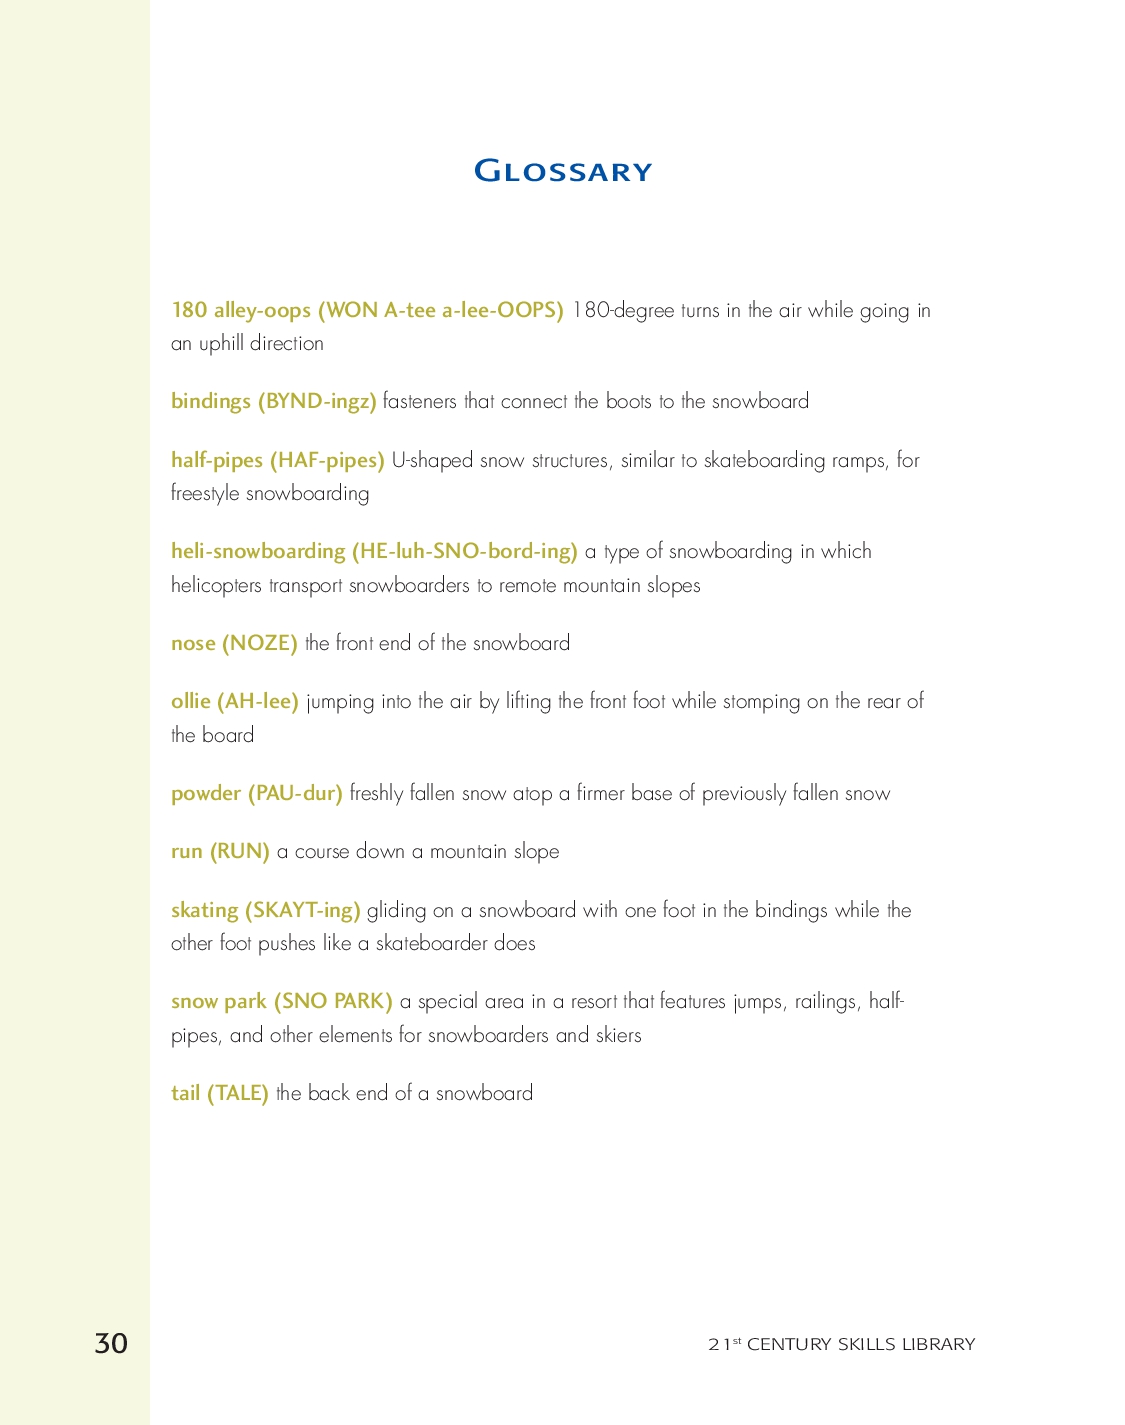 Glossary
180 alley-oops (WON A-tee a-lee-OOPS) 180-degree turns in the air while going in
an uphill direction
bindings (BYND-ingz) fasteners that connect the boots to the snowboard
half-pipes (HAF-pipes) U-shaped snow structures, similar to skateboarding ramps, for
freestyle snowboarding
heli-snowboarding (HE-luh-SNO-bord-ing) a type of snowboarding in which
helicopters transport snowboarders to remote mountain slopes
nose (NOZE) the front end of the snowboard
ollie (AH-lee) jumping into the air by lifting the front foot while stomping on the rear of
the board
powder (PAU-dur) freshly fallen snow atop a firmer base of previously fallen snow
run (RUN) a course down a mountain slope
skating (SKAYT-ing) gliding on a snowboard with one foot in the bindings while the
other foot pushes like a skateboarder does
snow park (SNO PARK) a special area in a resort that features jumps, railings, half-
pipes, and other elements for snowboarders and skiers
tail (TALE) the back end of a snowboard
30
21st CENTURY SKILLS LIBRARY